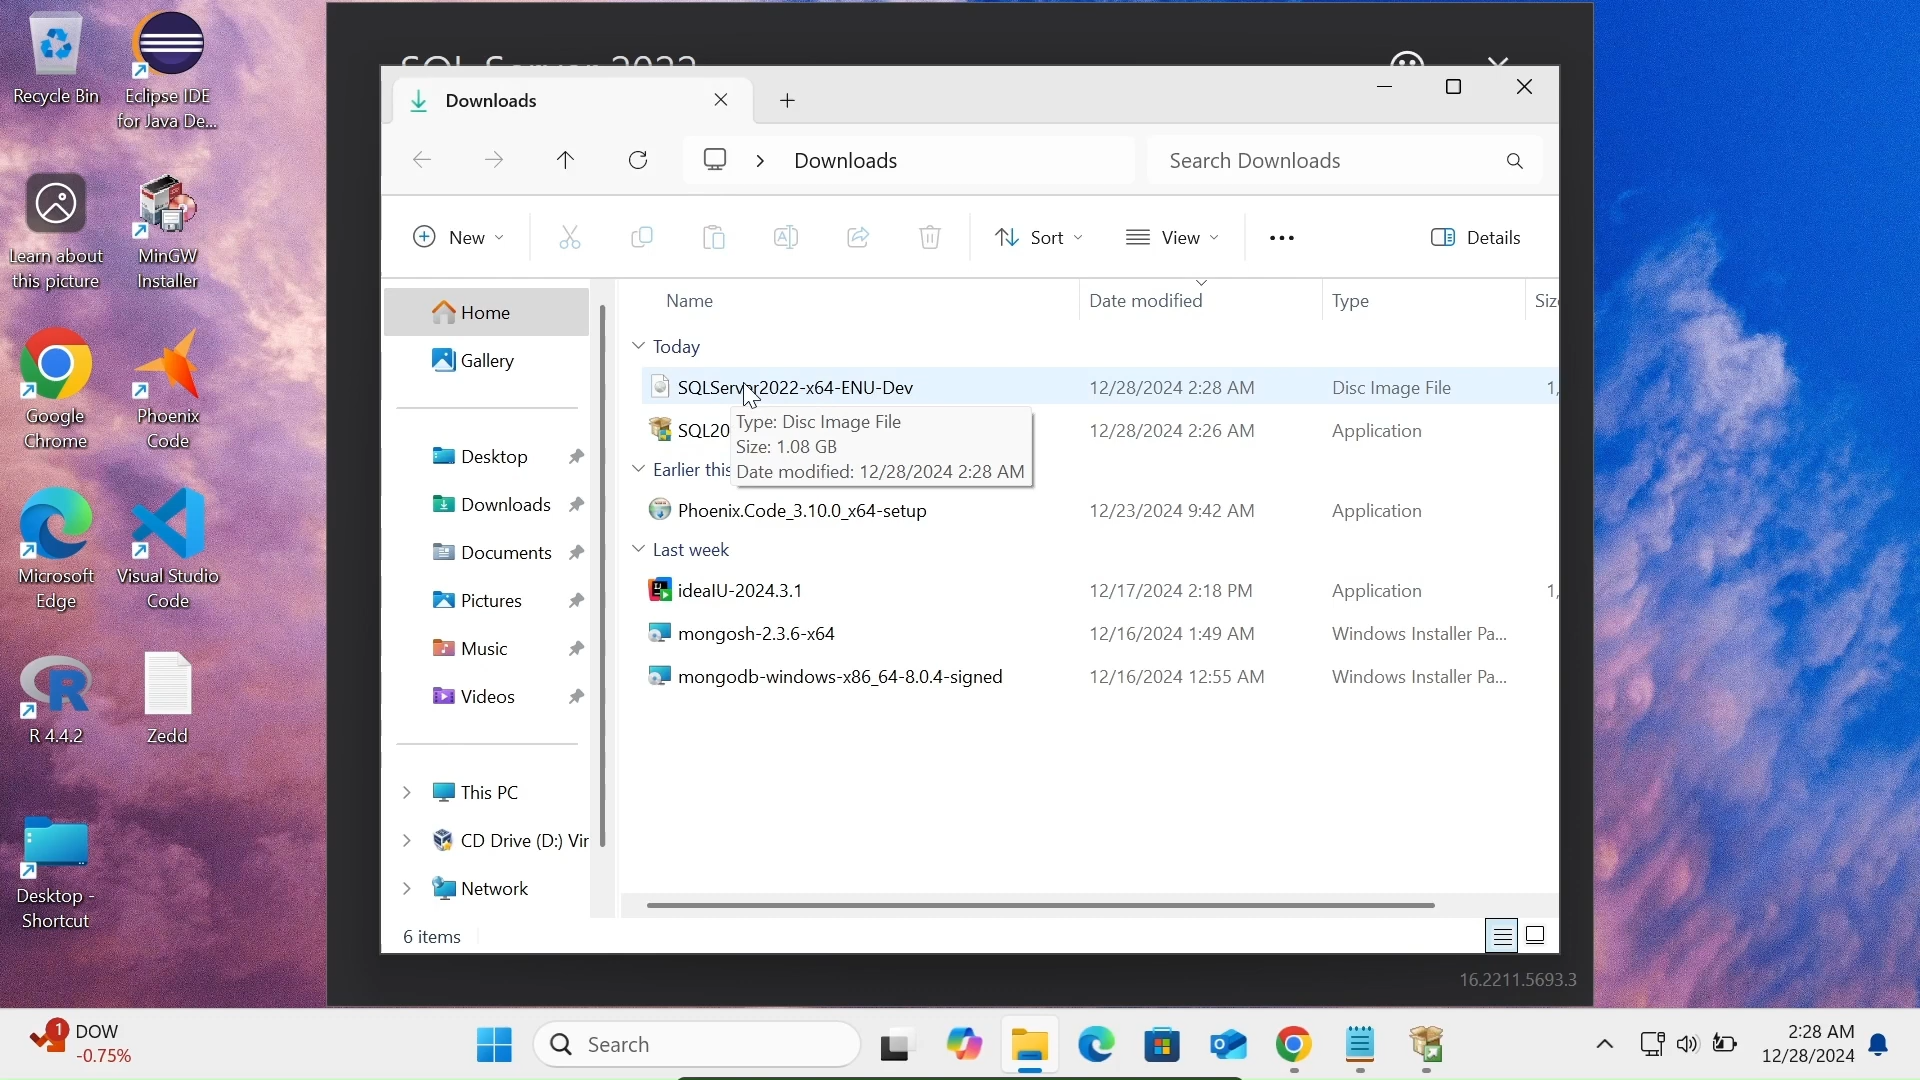 Recycle Bin
Eclipse IDE
for Java De...
Learn about
this picture
MinGW
Installer
Google
Chrome
Phoenix
Code
Microsoft
Edge
Visual Studio
Code
R 4.4.2
Zedd
Desktop -
Shortcut
SQL Server 2022
Downloads
Downloads
Search Downloads
New
Sort
View
Details
Name
Date modified
Type
Siz
Home
Gallery
Desktop
Downloads
Documents
Pictures
Music
Videos
This PC
CD Drive (D:) Vir
Network
Today
SQLServer2022-x64-ENU-Dev 12/28/2024 2:28 AM Disc Image File 1,
SQL20 12/28/2024 2:26 AM Application
Type: Disc Image File
Size: 1.08 GB
Date modified: 12/28/2024 2:28 AM
Earlier this
Phoenix.Code_3.10.0_x64-setup 12/23/2024 9:42 AM Application
Last week
ideaIU-2024.3.1 12/17/2024 2:18 PM Application 1,
mongosh-2.3.6-x64 12/16/2024 1:49 AM Windows Installer Pa...
mongodb-windows-x86_64-8.0.4-signed 12/16/2024 12:55 AM Windows Installer Pa...
6 items
16.2211.5693.3
1
DOW
-0.75%
Search
2:28 AM
12/28/2024